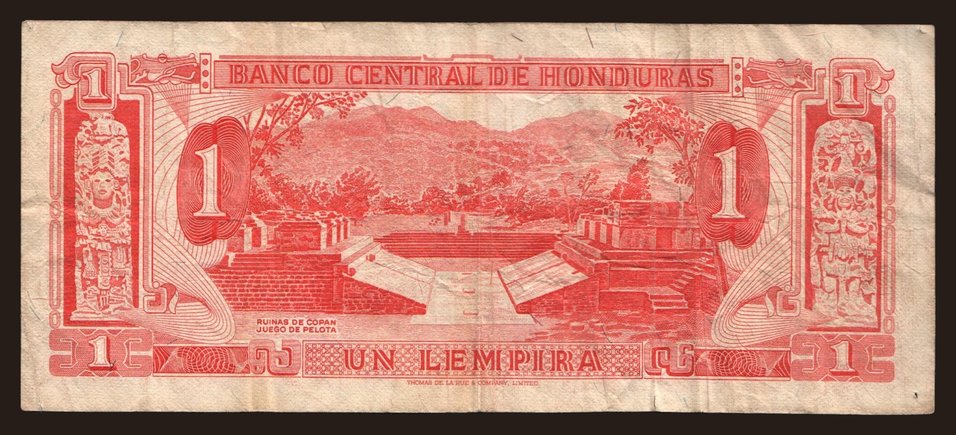 1 BANCO CENTRAL DE HONDURAS 1
1 1
RUINAS DE COPAN
JUEGO DE PELOTA
1 UN LEMPIRA 1
THOMAS DE LA RUE & COMPANY, LIMITED.